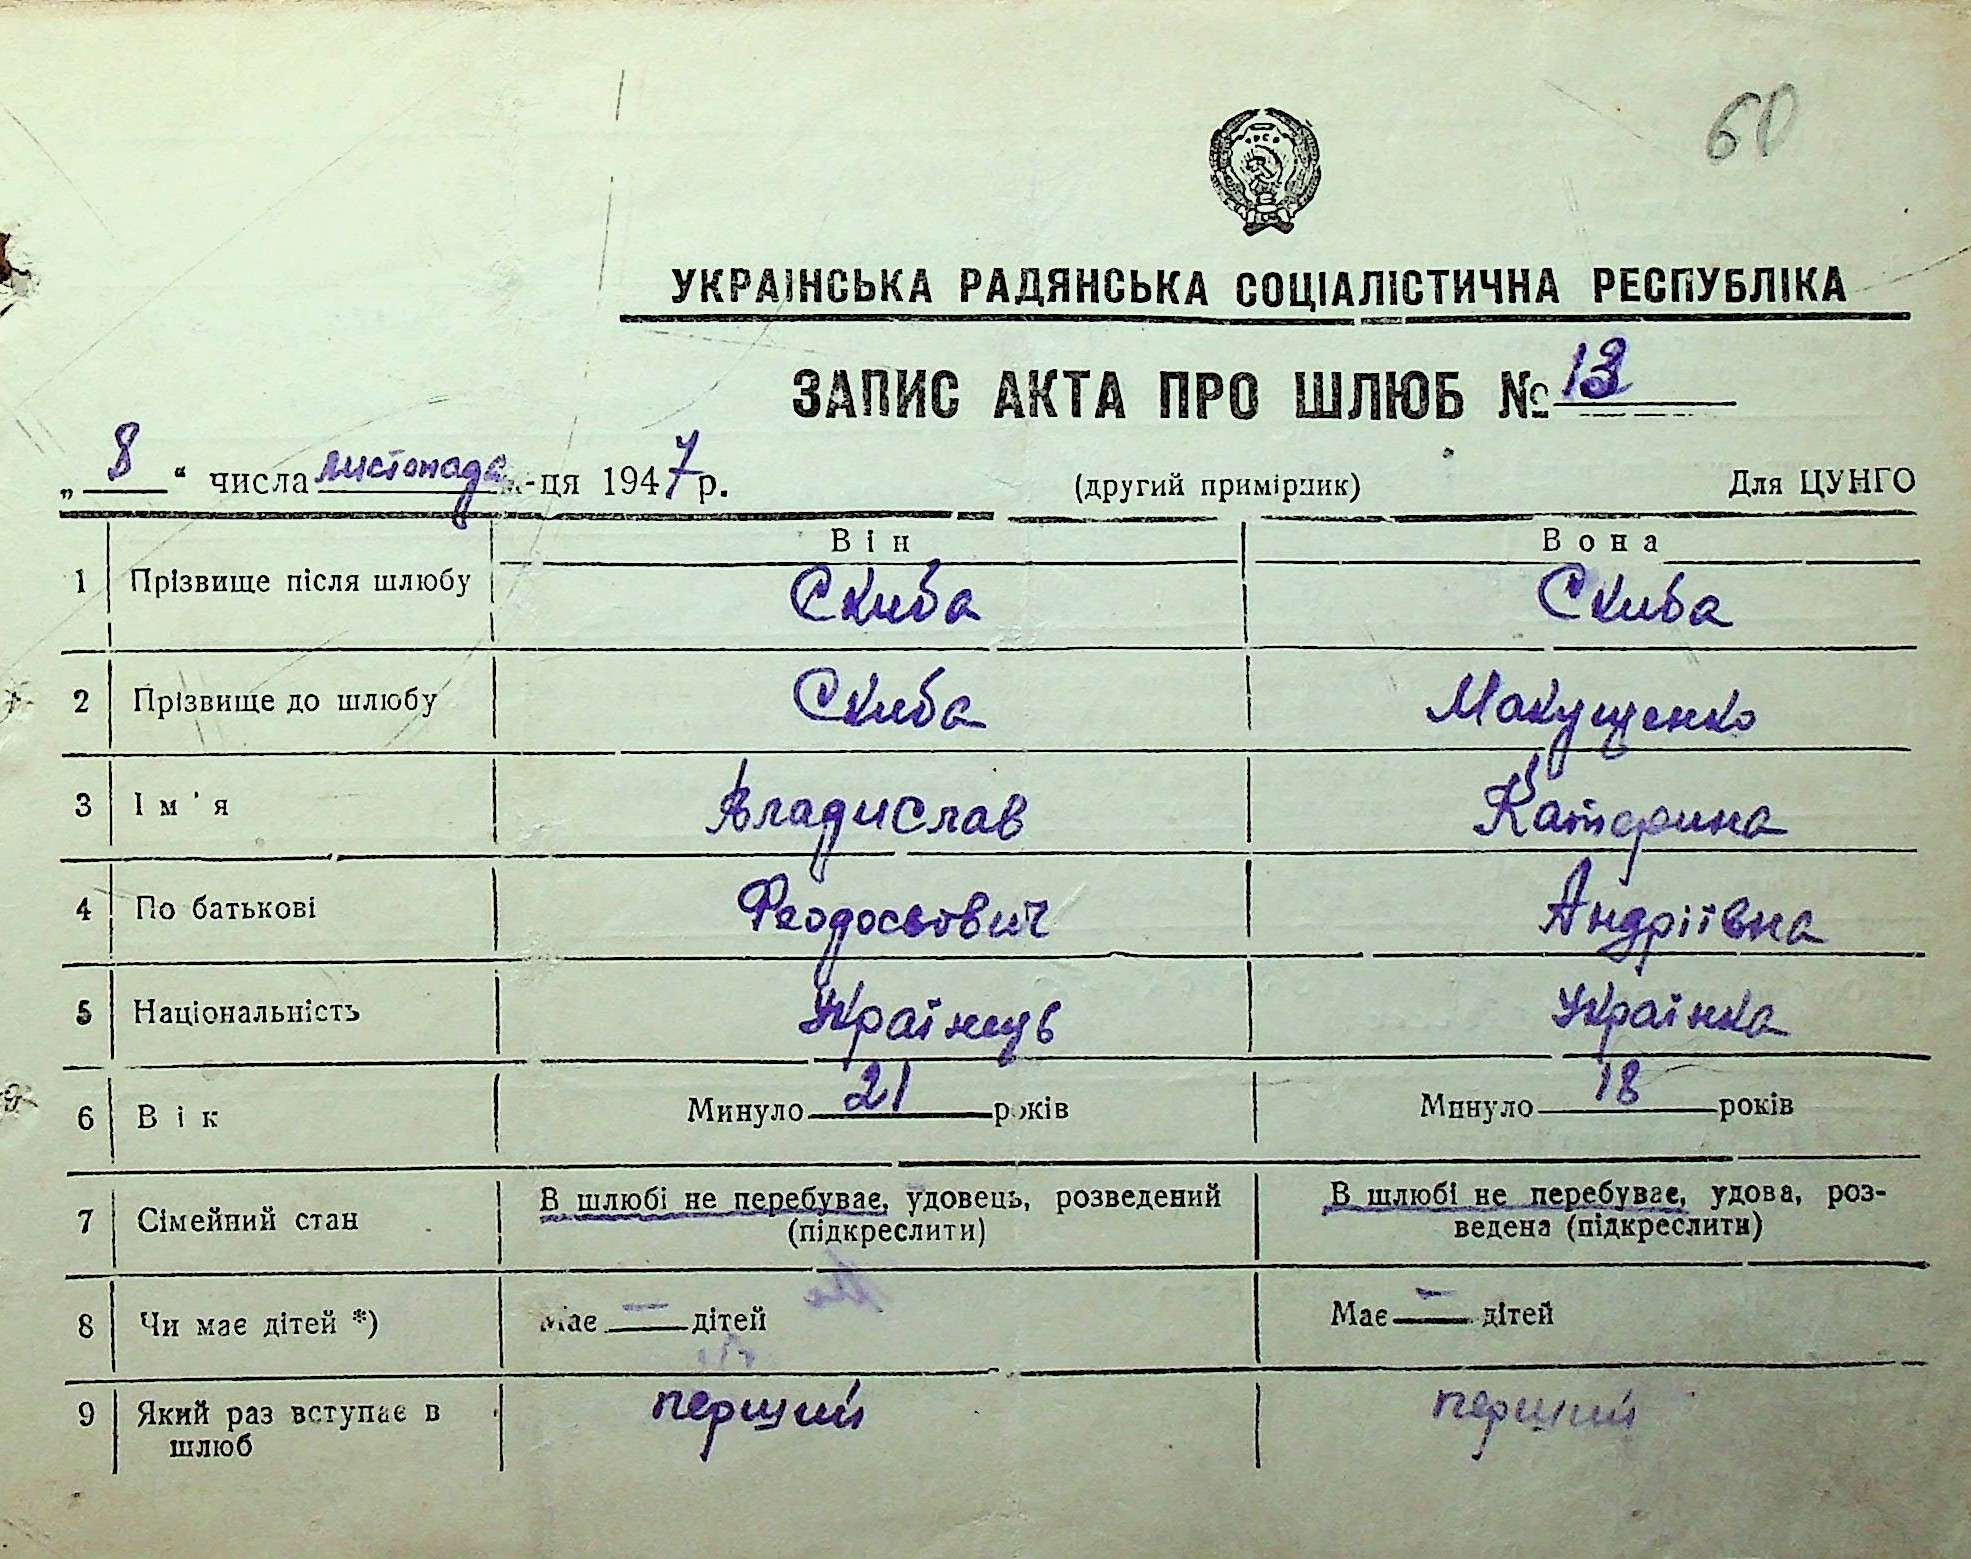 60
УКРАЇНСЬКА РАДЯНСЬКА СОЦІАЛІСТИЧНА РЕСПУБЛІКА
ЗАПИС АКТА ПРО ШЛЮБ № 13
„ 8 “ числа листопада м-ця 1947 р. (другий примірник) Для ЦУНГО
Він Вона
1 Прізвище після шлюбу Скиба Скиба
2 Прізвище до шлюбу Скиба Макущенко
3 Ім'я Владислав Катерина
4 По батькові Феодосьович Андріївна
5 Національність Українць Українка
6 Вік Минуло 21 років Минуло 18 років
7 Сімейний стан В шлюбі не перебуває, удовець, розведений (підкреслити) В шлюбі не перебуває, удова, роз-
ведена (підкреслити)
8 Чи має дітей *) Має — дітей Має — дітей
9 Який раз вступає в перший перший
шлюб